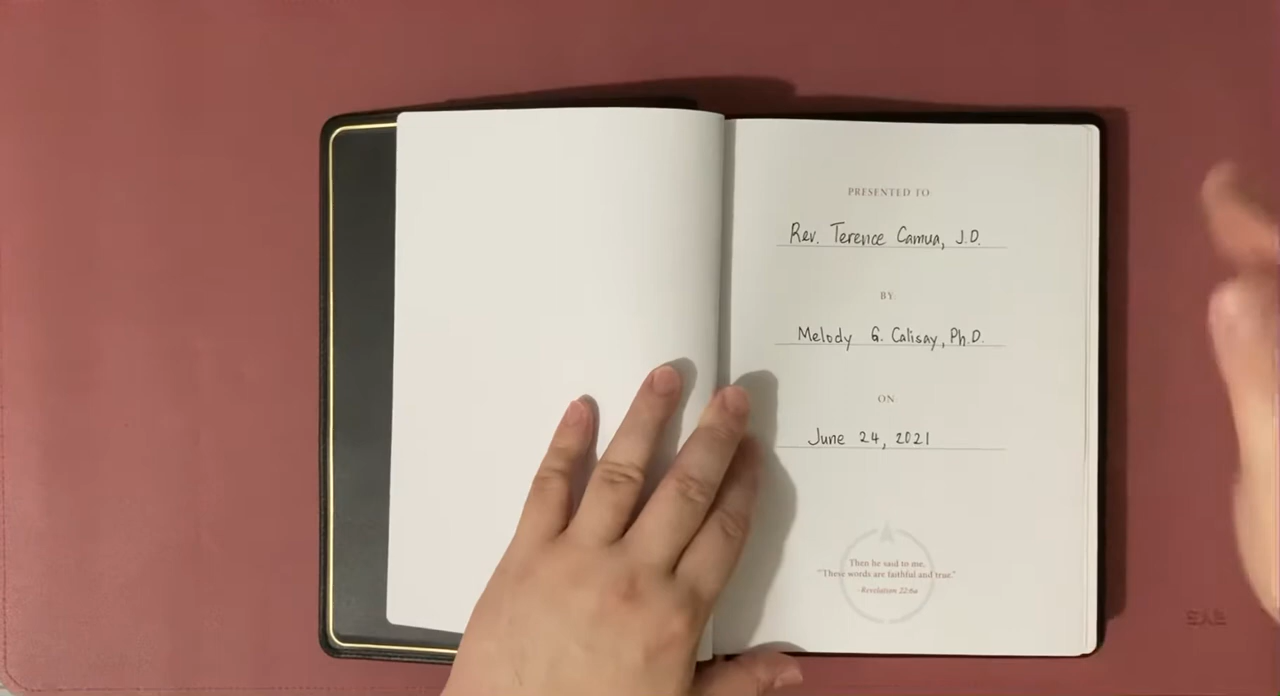 PRESENTED TO
Rev. Terence Camua, J.D.
BY
Melody G. Calisay, Ph.D.
ON
June 24, 2021
Then he said to me,
"These words are faithful and true."
-Revelation 22:6a